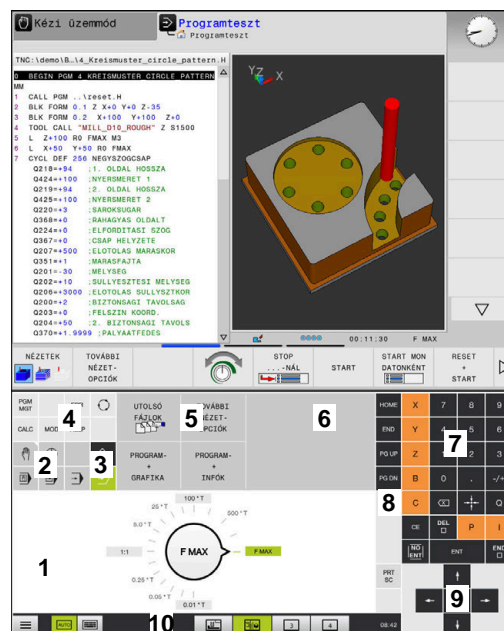 Kézi üzemmód
Programteszt
Programteszt
TNC:\demo\B...\4_Kreismuster_circle_pattern.H
0 BEGIN PGM 4_KREISMUSTER_CIRCLE_PATTERN
MM
1 CALL PGM ..\reset.H
2 BLK FORM 0.1 Z X+0 Y+0 Z-35
3 BLK FORM 0.2 X+100 Y+100 Z+0
4 TOOL CALL "MILL_D10_ROUGH" Z S1500
5 L Z+100 R0 FMAX M3
6 L X+50 Y+50 R0 FMAX
7 CYCL DEF 256 NEGYSZOGCSAP
Q218=+94 ;1. OLDAL HOSSZA
Q424=+100 ;NYERSMERET 1
Q219=+94 ;2. OLDAL HOSSZA
Q425=+100 ;NYERSMERET 2
Q220=+3 ;SAROKSUGAR
Q368=+0 ;RAHAGYAS OLDALT
Q224=+0 ;ELFORDITASI SZOG
Q367=+0 ;CSAP HELYZETE
Q207=+500 ;ELOTOLAS MARASKOR
Q351=+1 ;MARASFAJTA
Q201=-30 ;MELYSEG
Q202=+10 ;SULLYESZTESI MELYSEG
Q206=+3000 ;ELOTOLAS SULLYSZTKOR
Q200=+2 ;BIZTONSAGI TAVOLSAG
Q203=+0 ;FELSZIN KOORD.
Q204=+50 ;2. BIZTONSAGI TAVOLS
Q370=+1.9999 ;PALYAATFEDES
Y Z X
00:11:30 F MAX
NÉZETEK
TOVÁBBI
NÉZET-
OPCIÓK
STOP
...-NÁL
START
START MON
DATONKÉNT
RESET
+
START
PGM
MGT
CALC
MOD
4
2
3
1
UTOLSÓ
FÁJLOK
5
NÉZET-
PROGRAM-
+
GRAFIKA
PROGRAM-
+
INFÓK
6
25 °T
100 °T
500 °T
5.0 °T
1:1
F MAX
F MAX
0.25 °T
0.05 °T
0.01 °T
HOME X 7 8 9
END Y 5 6
7
PG UP Z 3
PG DN B 0 . -/+
8
C Q
CE DEL P I
NO
ENT
ENT
END
PRT
SC
9
AUTO
10
3
4
08:42